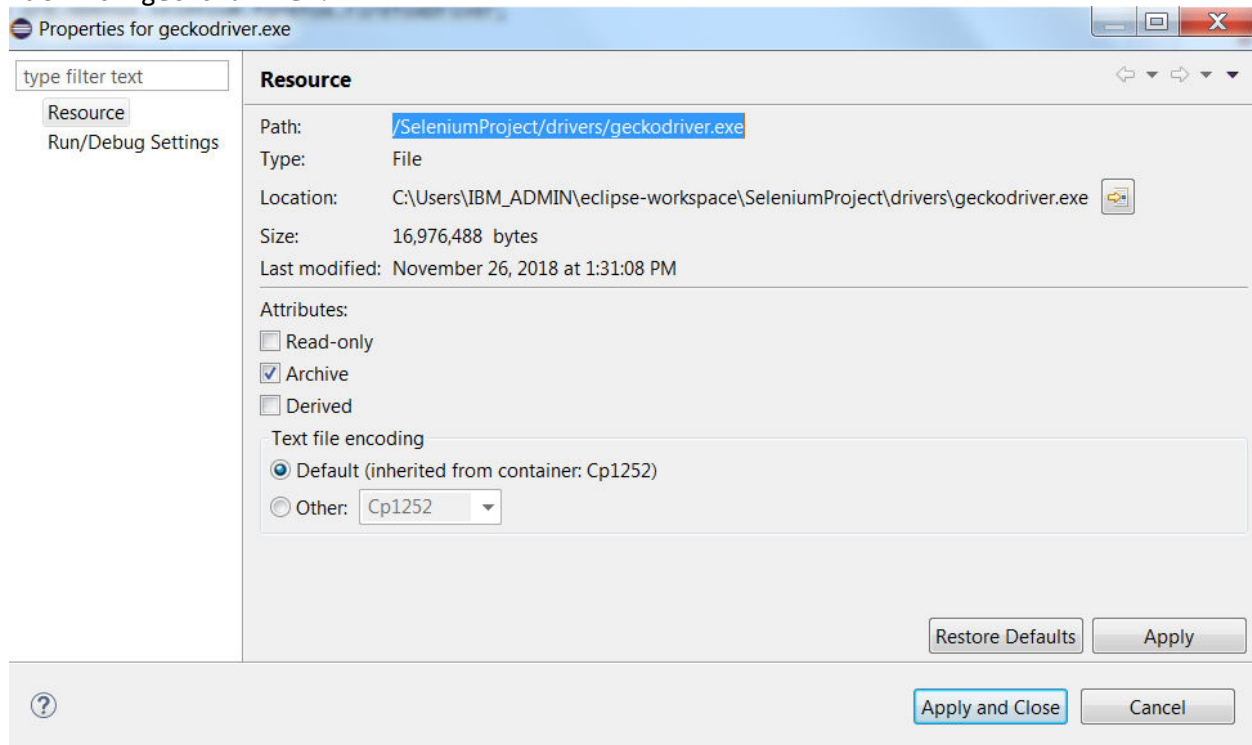 Properties for geckodriver.exe
type filter text
Resource
Run/Debug Settings
Resource
Path: /SeleniumProject/drivers/geckodriver.exe
Type: File
Location: C:\Users\IBM_ADMIN\eclipse-workspace\SeleniumProject\drivers\geckodriver.exe
Size: 16,976,488 bytes
Last modified: November 26, 2018 at 1:31:08 PM
Attributes:
Read-only
Archive
Derived
Text file encoding
Default (inherited from container: Cp1252)
Other: Cp1252
Restore Defaults Apply
Apply and Close Cancel